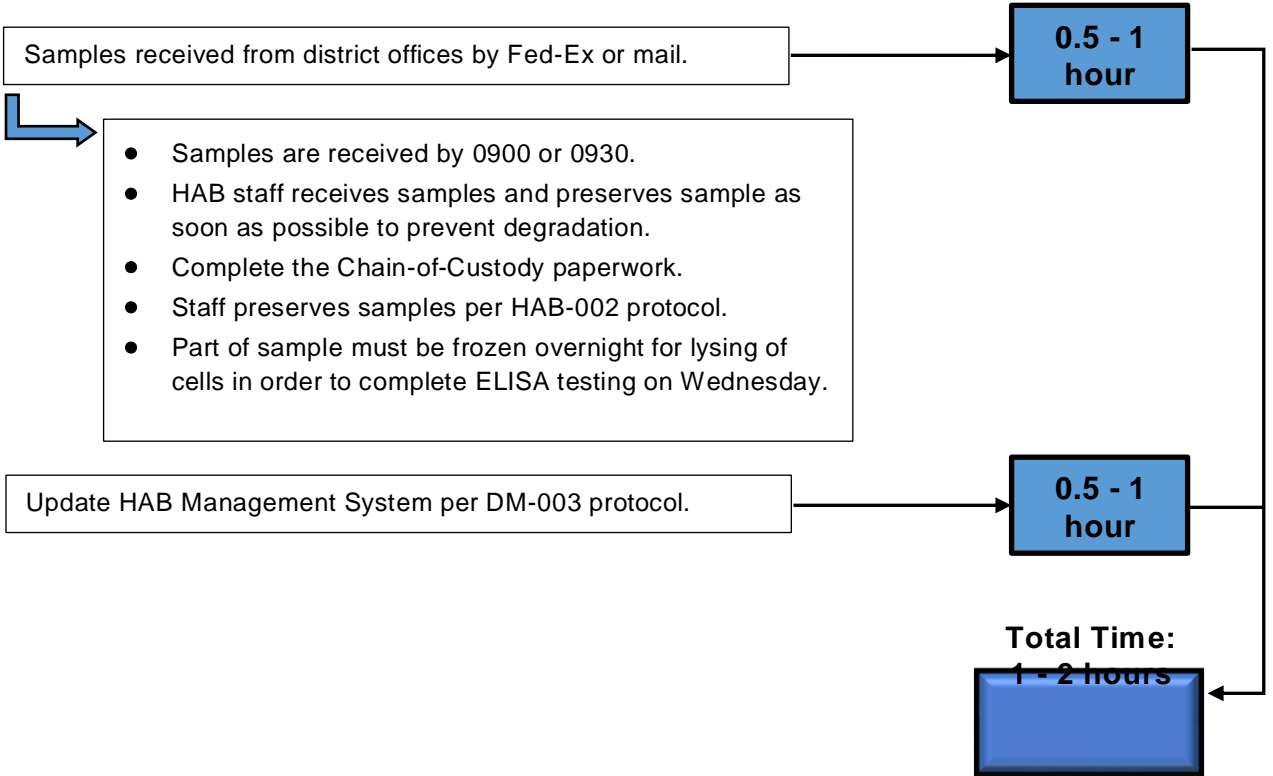 Samples received from district offices by Fed-Ex or mail.
0.5 - 1
hour
● Samples are received by 0900 or 0930.
● HAB staff receives samples and preserves sample as
soon as possible to prevent degradation.
● Complete the Chain-of-Custody paperwork.
● Staff preserves samples per HAB-002 protocol.
● Part of sample must be frozen overnight for lysing of
cells in order to complete ELISA testing on Wednesday.
Update HAB Management System per DM-003 protocol.
0.5 - 1
hour
Total Time:
1 - 2 hours